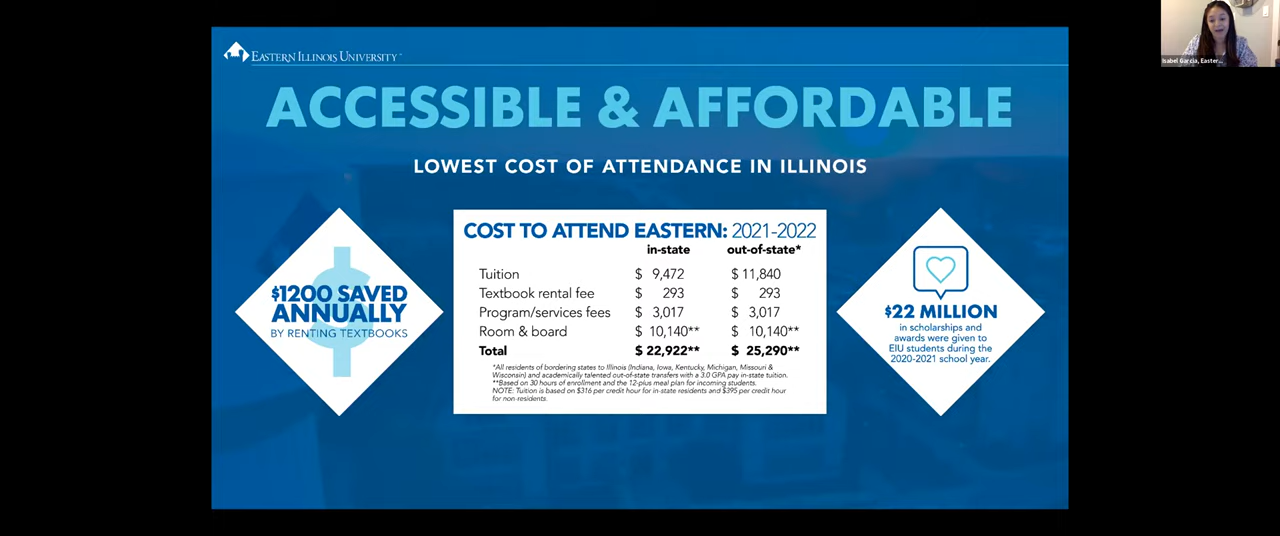 EASTERN ILLINOIS UNIVERSITY
Isabel Garcia, Easter...
ACCESSIBLE & AFFORDABLE
LOWEST COST OF ATTENDANCE IN ILLINOIS
$1200 SAVED
ANNUALLY
BY RENTING TEXTBOOKS
COST TO ATTEND EASTERN: 2021-2022
in-state out-of-state*
Tuition $ 9,472 $ 11,840
Textbook rental fee $ 293 $ 293
Program/services fees $ 3,017 $ 3,017
Room & board $ 10,140** $ 10,140**
Total $ 22,922** $ 25,290**
*All residents of bordering states to Illinois (Indiana, Iowa, Kentucky, Michigan, Missouri &
Wisconsin) and academically talented out-of-state transfers with a 3.0 GPA pay in-state tuition.
**Based on 30 hours of enrollment and the 12-plus meal plan for incoming students.
NOTE: Tuition is based on $316 per credit hour for in-state residents and $395 per credit hour
for non-residents.
$22 MILLION
in scholarships and
awards were given to
EIU students during the
2020-2021 school year.